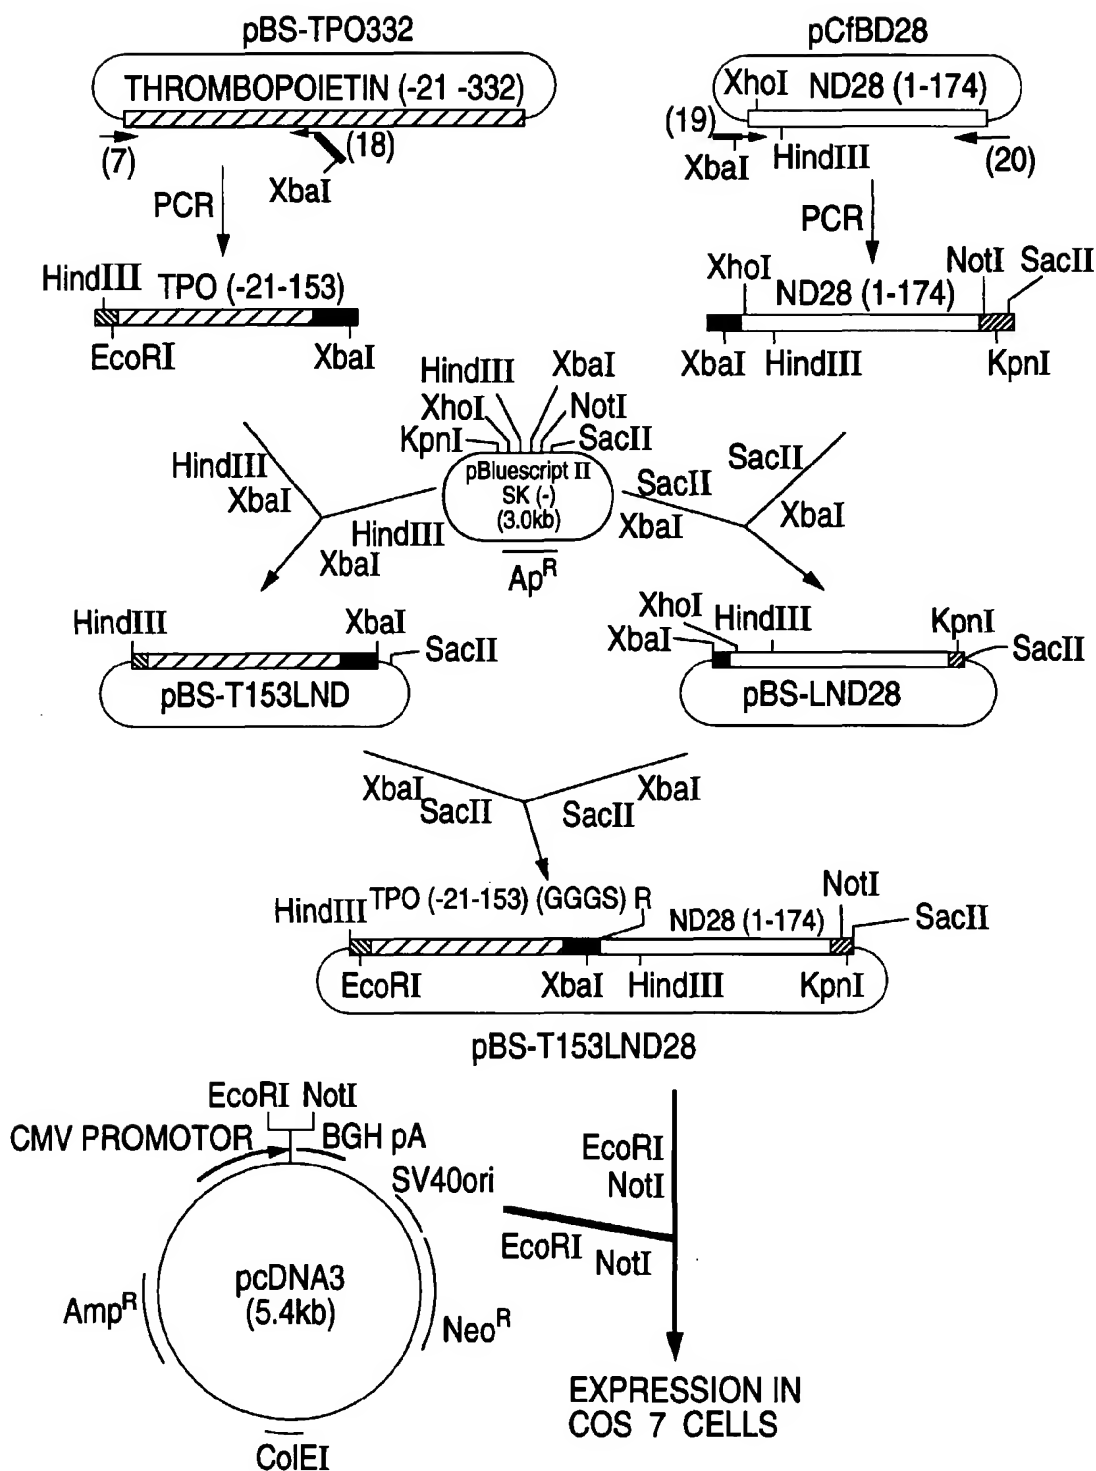 pBS-TPO332
THROMBOPOIETIN (-21 -332)
(7)
(18)
XbaI
PCR
pCfBD28
XhoI
ND28 (1-174)
(19)
XbaI
HindIII
(20)
PCR
HindIII
TPO (-21-153)
EcoRI
XbaI
XhoI
ND28 (1-174)
NotI
SacII
XbaI
HindIII
KpnI
HindIII
XbaI
XhoI
NotI
KpnI
SacII
pBluescript II
SK (-)
(3.0kb)
Ap^R
HindIII
XbaI
HindIII
XbaI
SacII
XbaI
SacII
XbaI
HindIII
XbaI
SacII
pBS-T153LND
XhoI
HindIII
XbaI
KpnI
SacII
pBS-LND28
XbaI
SacII
XbaI
SacII
HindIII
TPO (-21-153) (GGGS) R
ND28 (1-174)
NotI
SacII
EcoRI
XbaI
HindIII
KpnI
pBS-T153LND28
EcoRI NotI
CMV PROMOTOR
BGH pA
SV40ori
pcDNA3
(5.4kb)
Amp^R
Neo^R
ColEI
EcoRI
NotI
EcoRI
NotI
EXPRESSION IN
COS 7 CELLS